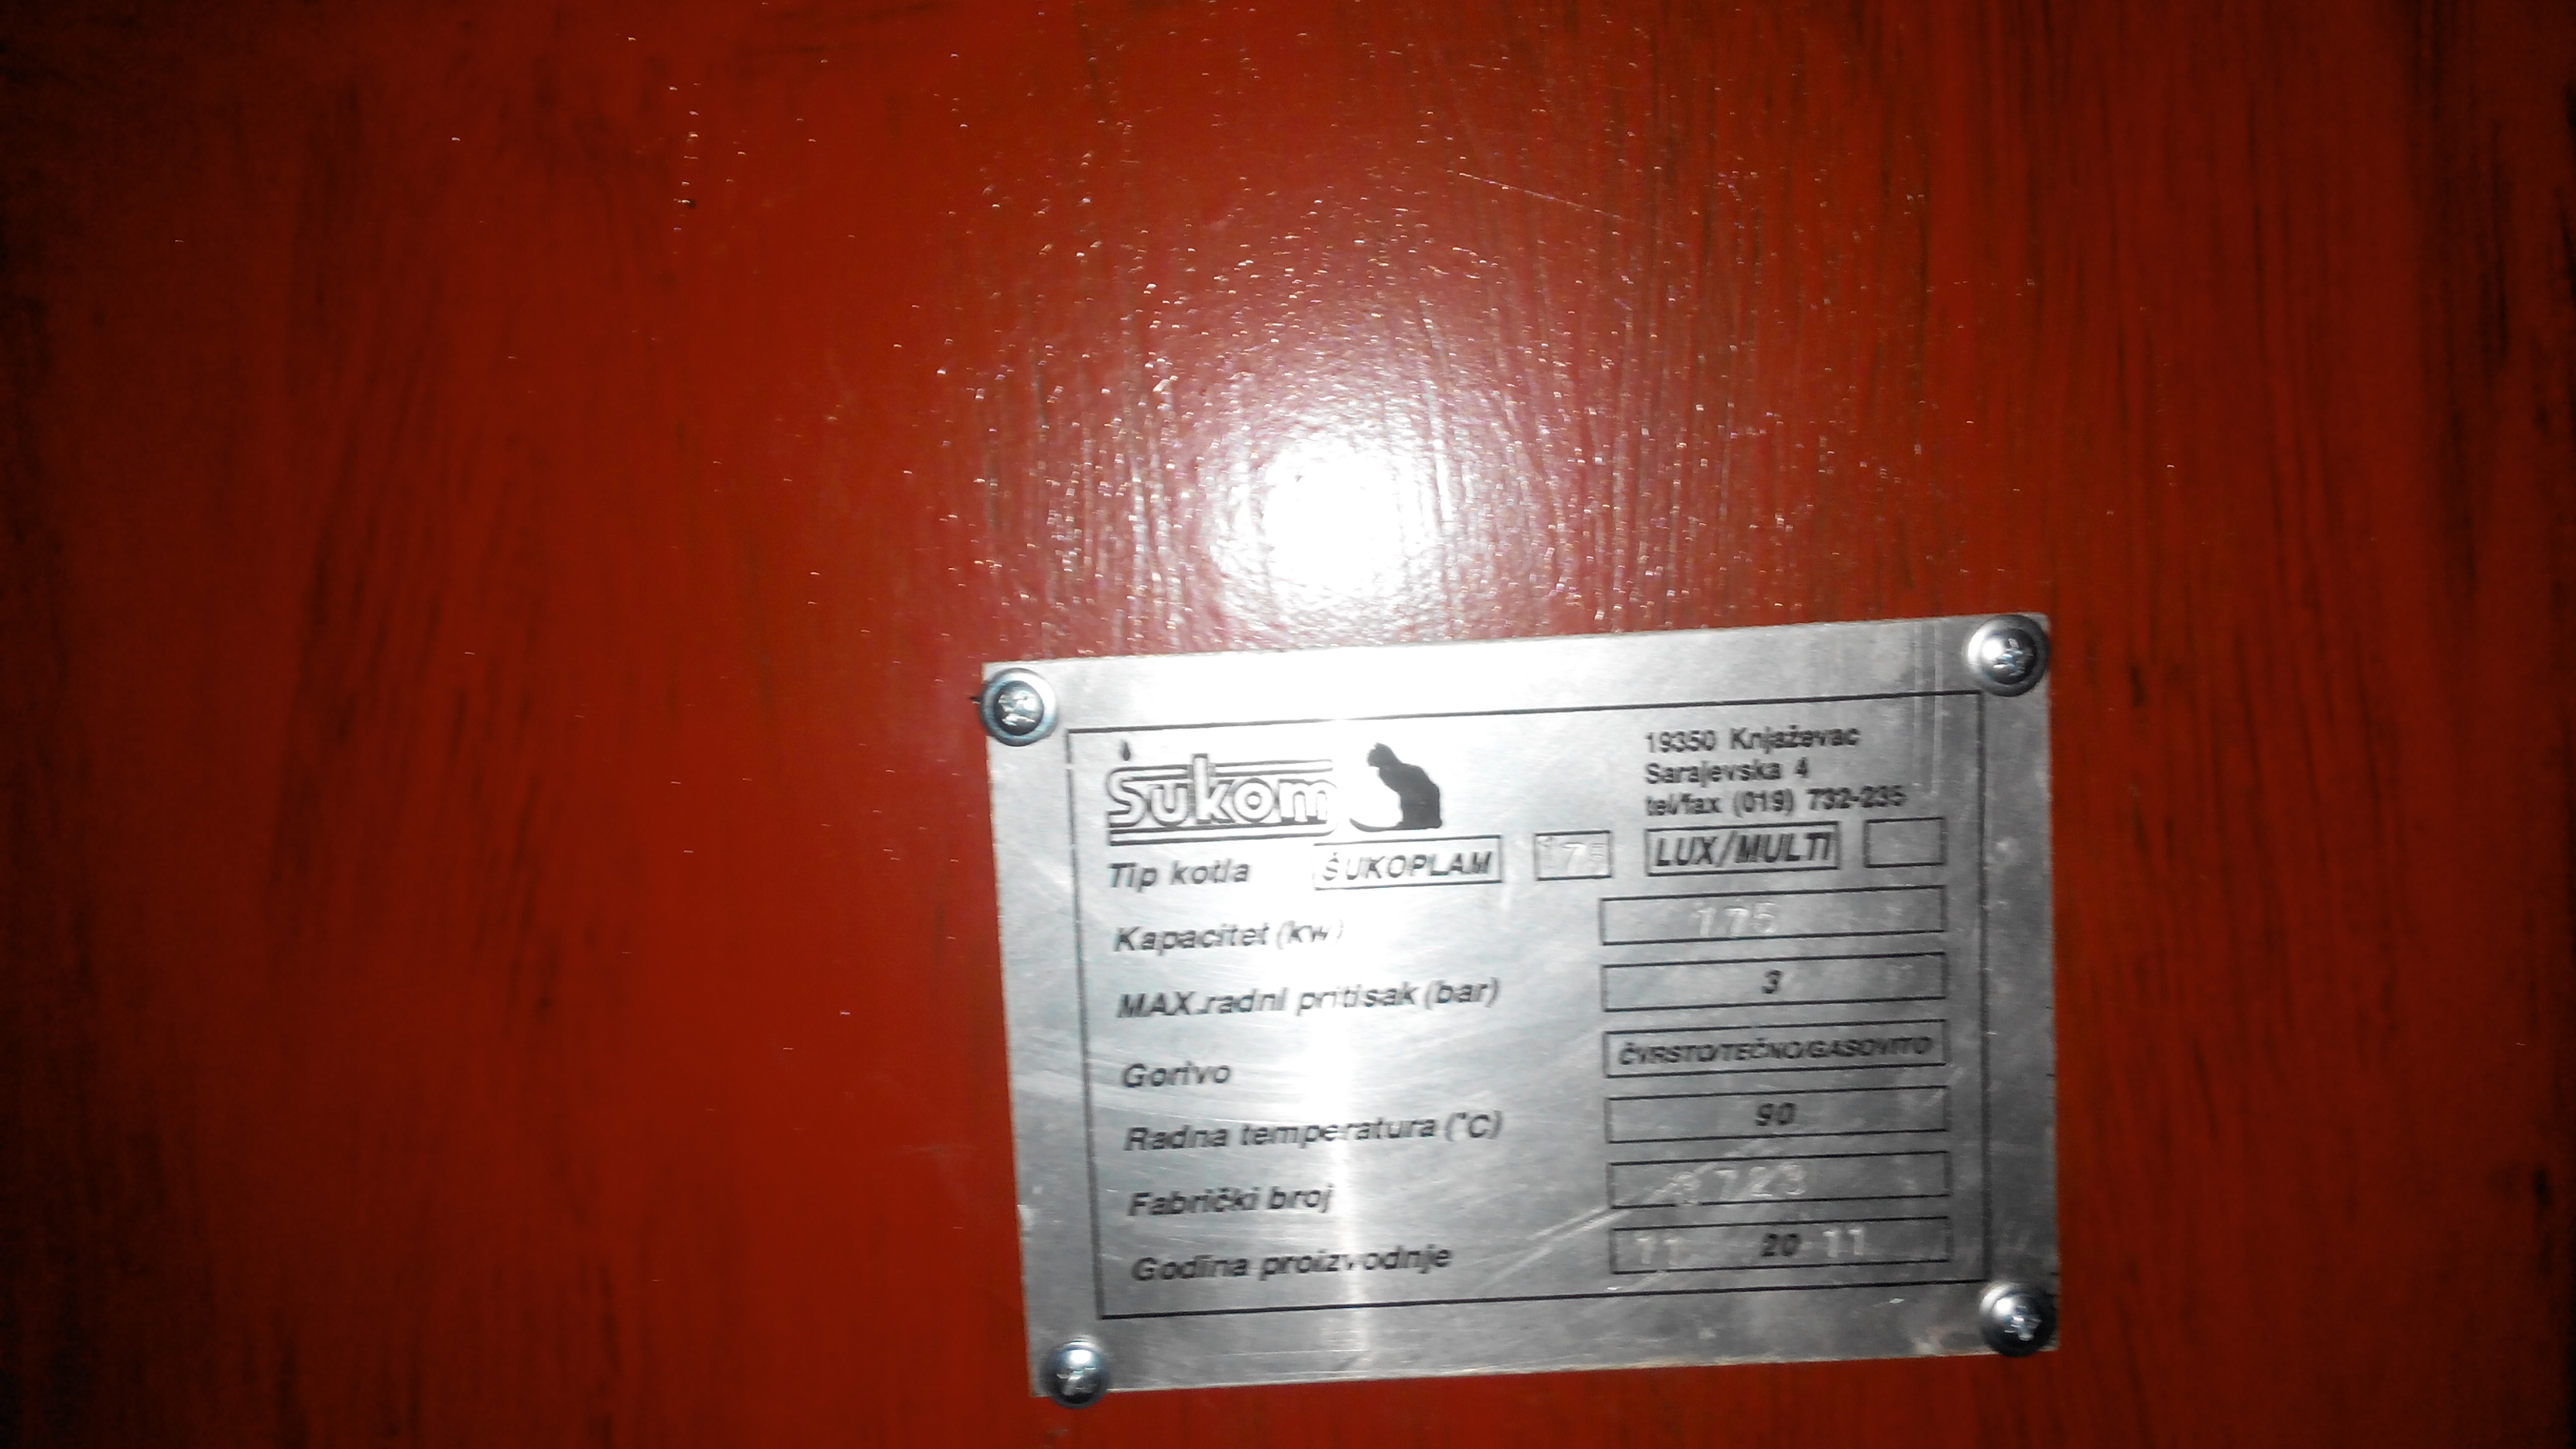 Šukom
19350 Knjaževac
Sarajevska 4
tel/fax (019) 732-235
Tip kotla ŠUKOPLAM 175 LUX/MULTI
Kapacitet (kw) 175
MAX.radni pritisak (bar) 3
Gorivo ČVRSTO/TEČNO/GASOVITO
Radna temperatura (°C) 90
Fabrički broj
Godina proizvodnje 11 20 11